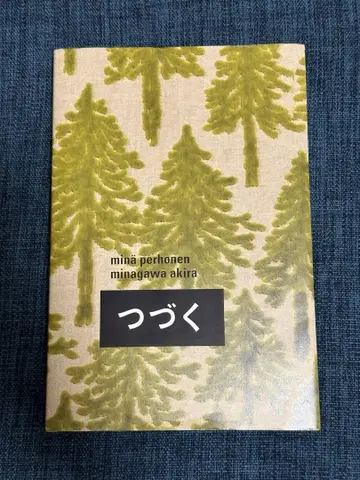 minä perhonen
minagawa akira
つづく